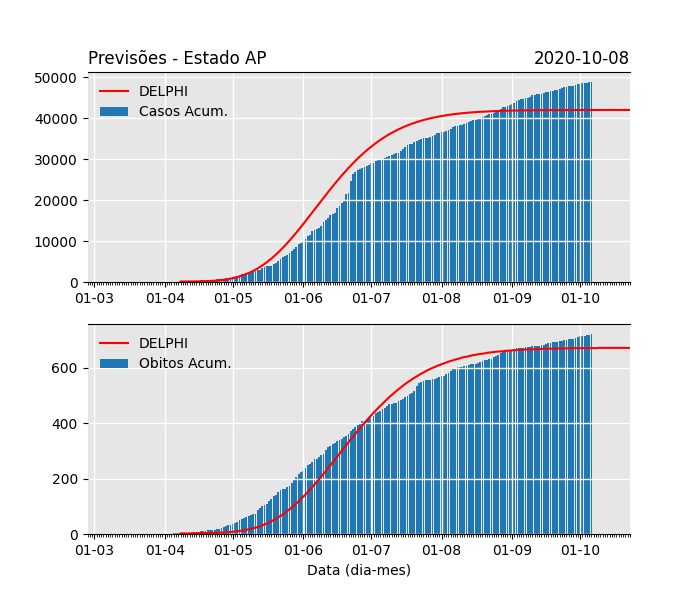 Previsões - Estado AP 2020-10-08
50000
40000
30000
20000
10000
0
DELPHI
Casos Acum.
01-03 01-04 01-05 01-06 01-07 01-08 01-09 01-10
600
400
200
0
DELPHI
Obitos Acum.
01-03 01-04 01-05 01-06 01-07 01-08 01-09 01-10
Data (dia-mes)